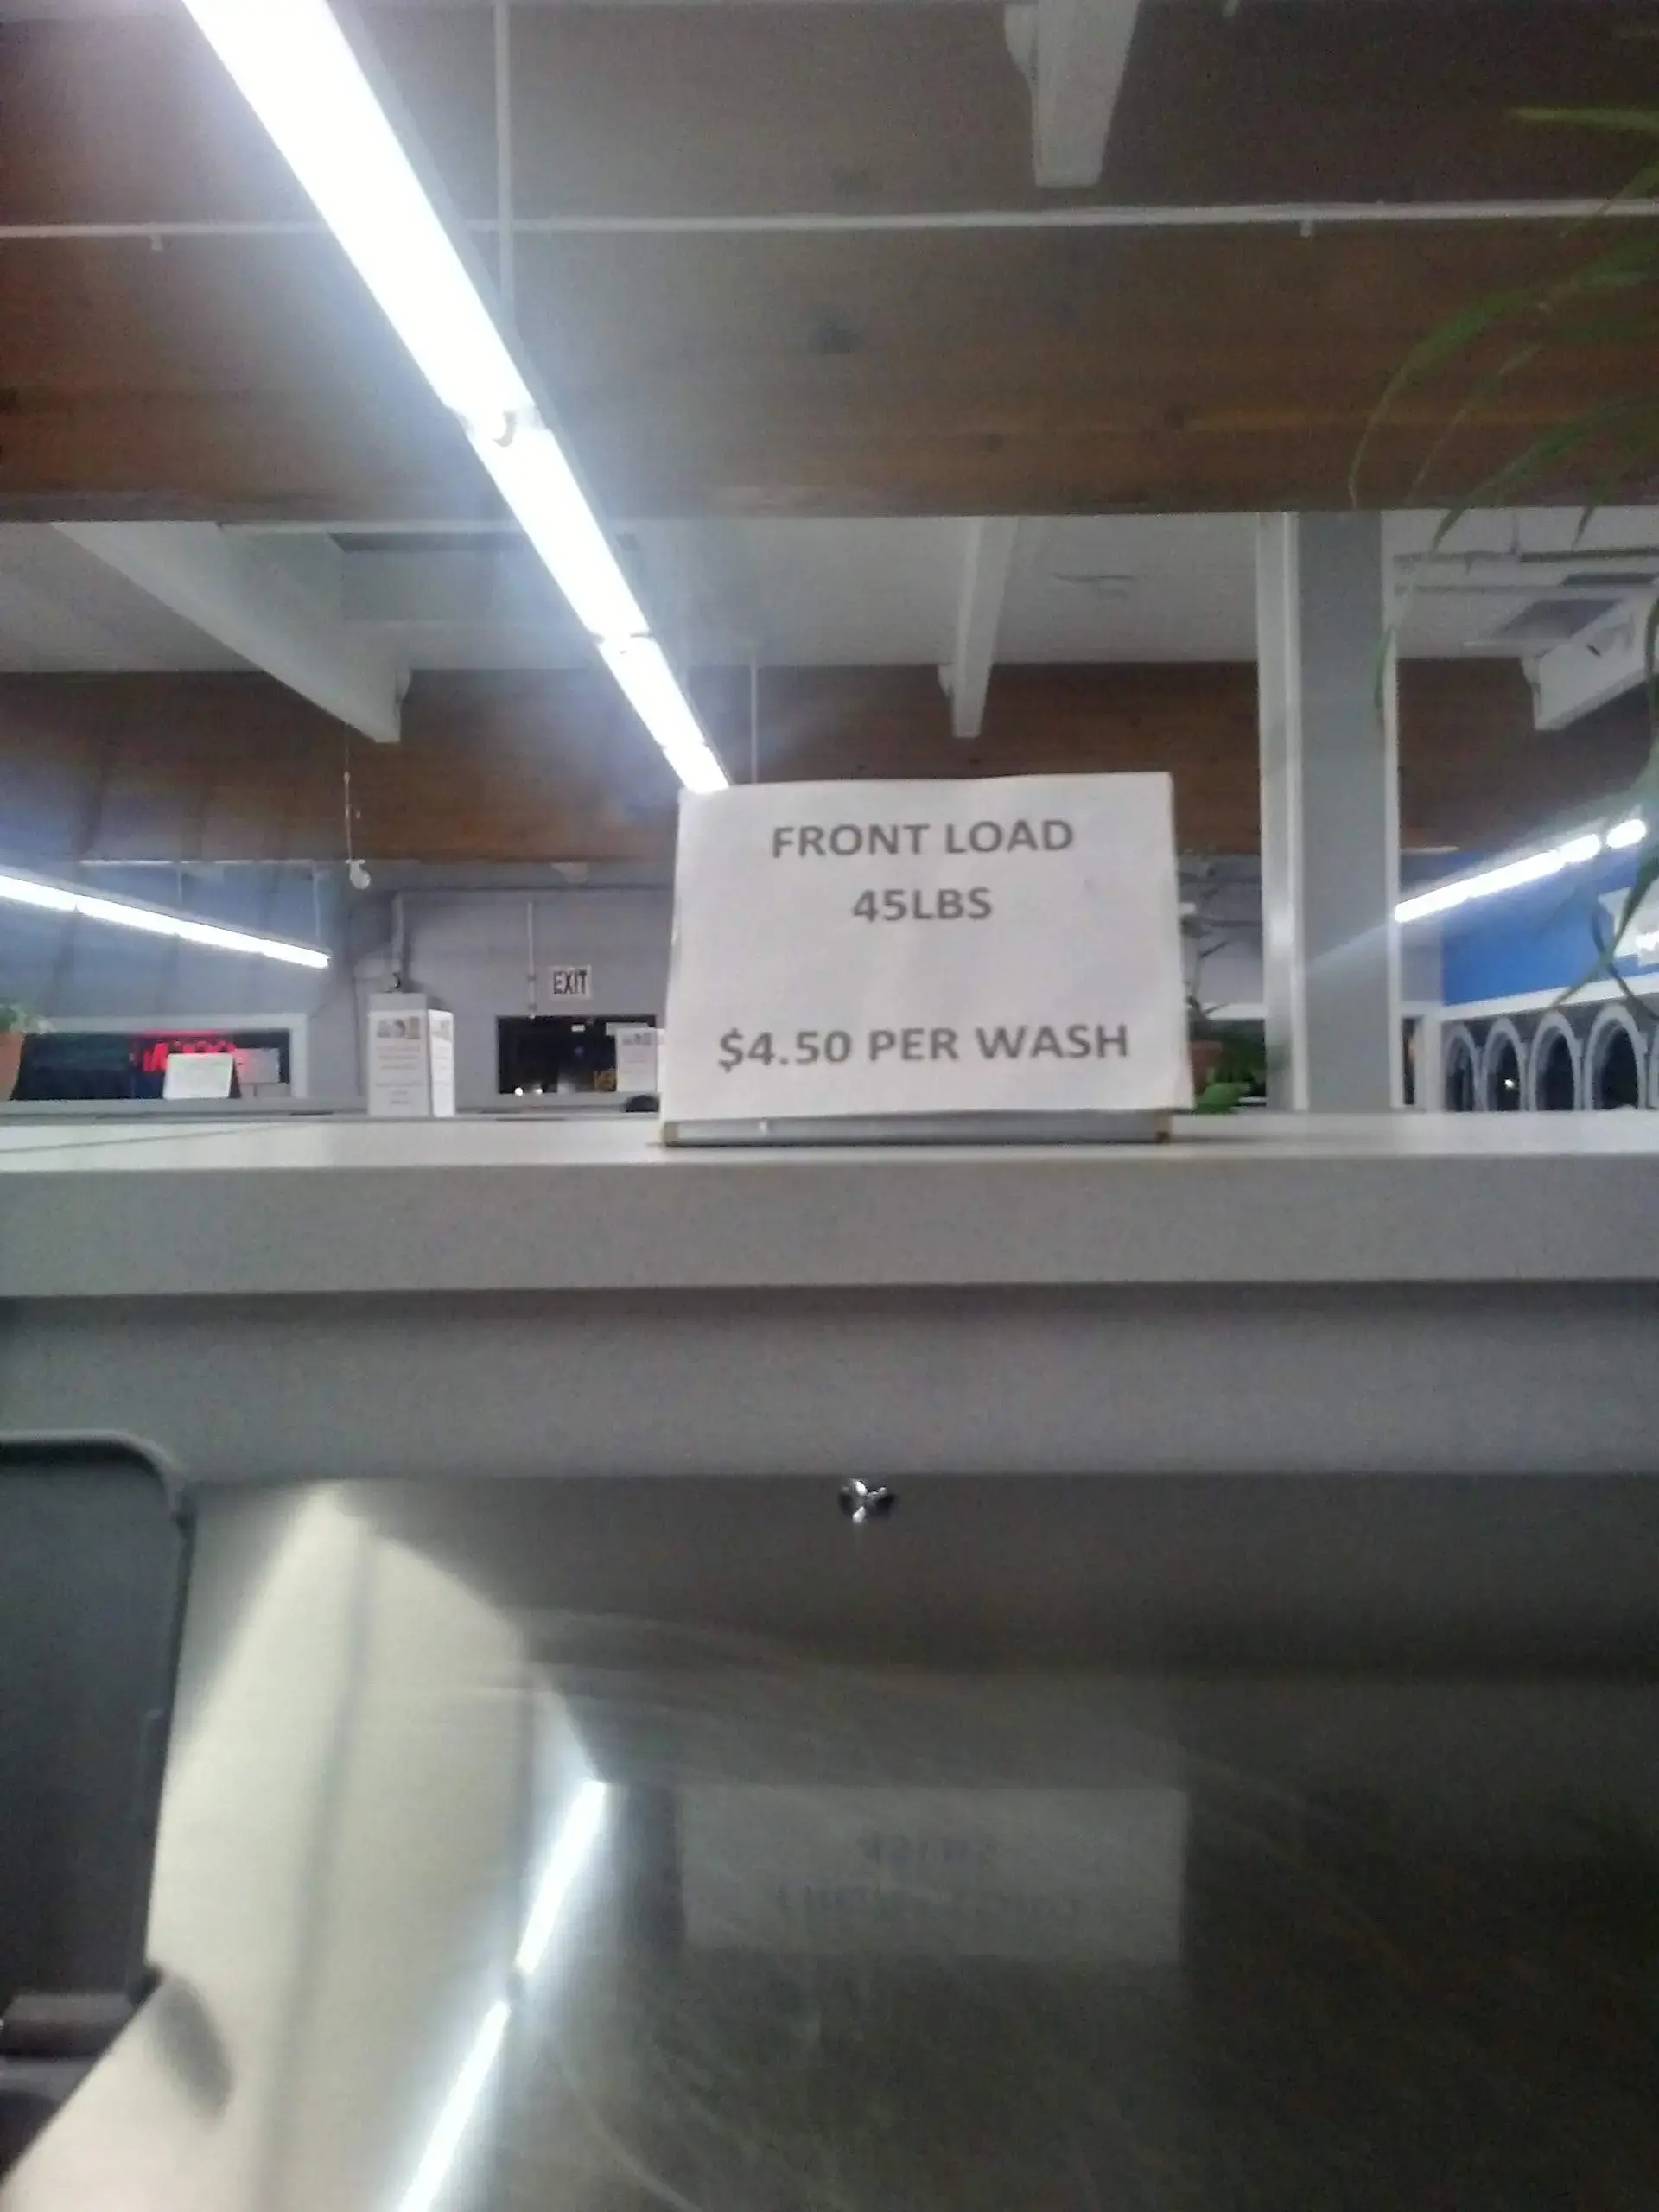 FRONT LOAD
45LBS
$4.50 PER WASH
EXIT